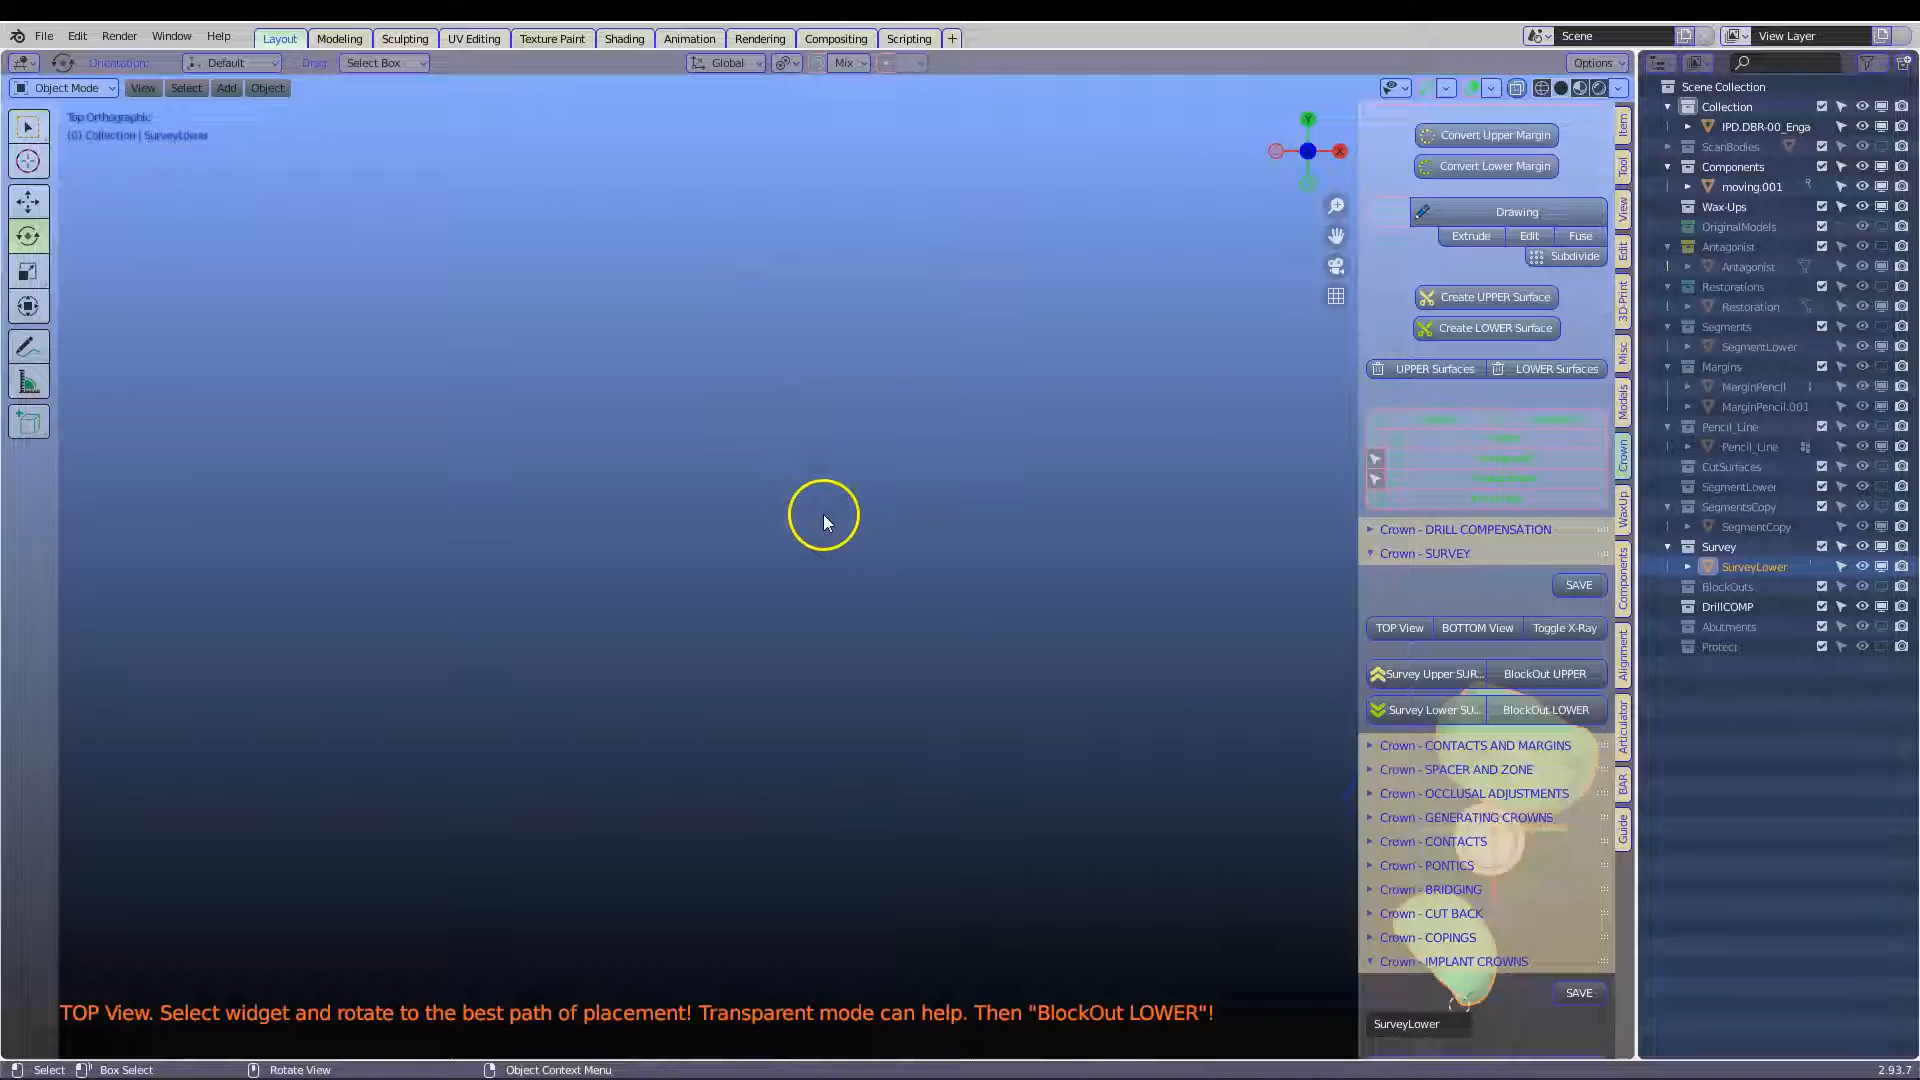 File Edit Render Window Help Layout Modeling Sculpting UV Editing Texture Paint Shading Animation Rendering Compositing Scripting + Scene View Layer
Orientation: Default Drag: Select Box Global Mix Options
Object Mode View Select Add Object
Top Orthographic
(0) Collection | SurveyLower
Y
X
Convert Upper Margin
Convert Lower Margin
Drawing
Extrude Edit Fuse
Subdivide
Create UPPER Surface
Create LOWER Surface
UPPER Surfaces LOWER Surfaces
Crown - DRILL COMPENSATION
Crown - SURVEY
SAVE
TOP View BOTTOM View Toggle X-Ray
Survey Upper SUR... BlockOut UPPER
Survey Lower SU... BlockOut LOWER
Crown - CONTACTS AND MARGINS
Crown - SPACER AND ZONE
Crown - OCCLUSAL ADJUSTMENTS
Crown - GENERATING CROWNS
Crown - CONTACTS
Crown - PONTICS
Crown - BRIDGING
Crown - CUT BACK
Crown - COPINGS
Crown - IMPLANT CROWNS
SAVE
SurveyLower
Item
Tool
View
Edit
3D-Print
Misc
Models
Crown
WaxUp
Components
Alignment
Articulator
BAR
Guide
Scene Collection
Collection
IPD.DBR-00_Enga
ScanBodies
Components
moving.001
Wax-Ups
OriginalModels
Antagonist
Antagonist
Restorations
Restoration
Segments
SegmentLower
Margins
MarginPencil
MarginPencil.001
Pencil_Line
Pencil_Line
CutSurfaces
SegmentLower
SegmentsCopy
SegmentCopy
Survey
SurveyLower
BlockOuts
DrillCOMP
Abutments
Protect
TOP View. Select widget and rotate to the best path of placement! Transparent mode can help. Then "BlockOut LOWER"!
Select Box Select Rotate View Object Context Menu 2.93.7